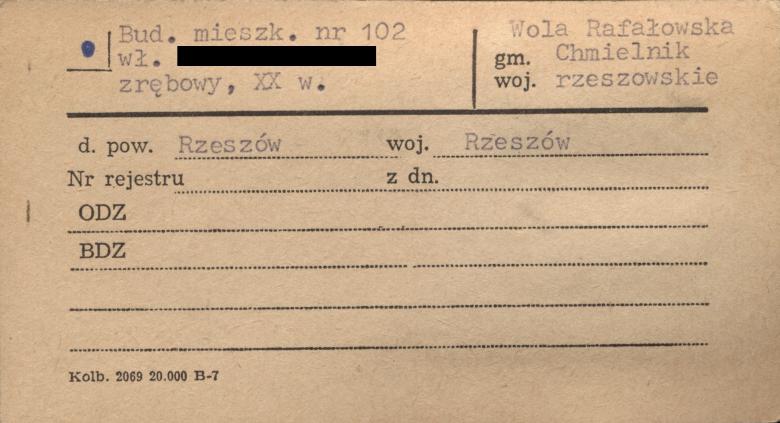 Bud. mieszk. nr 102
wł.
zrębowy, XX w.
Wola Rafałowska
gm. Chmielnik
woj. rzeszowskie
d. pow. Rzeszów woj. Rzeszów
Nr rejestru z dn.
ODZ
BDZ
Kolb. 2069 20.000 B-7